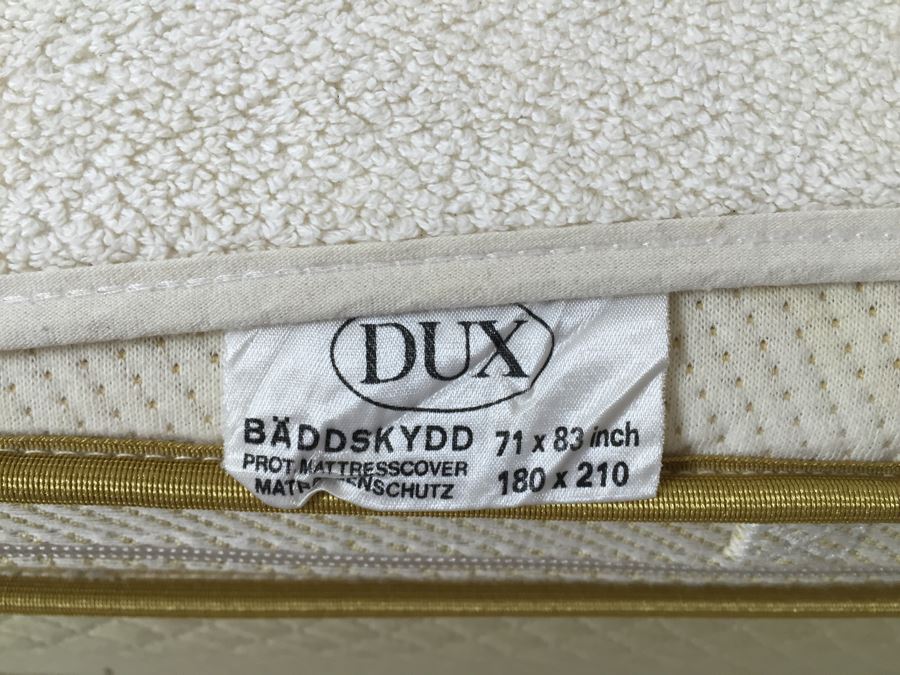 DUX
BÄDDSKYDD 71 x 83 inch
PROT.MATTRESSCOVER
180 x 210